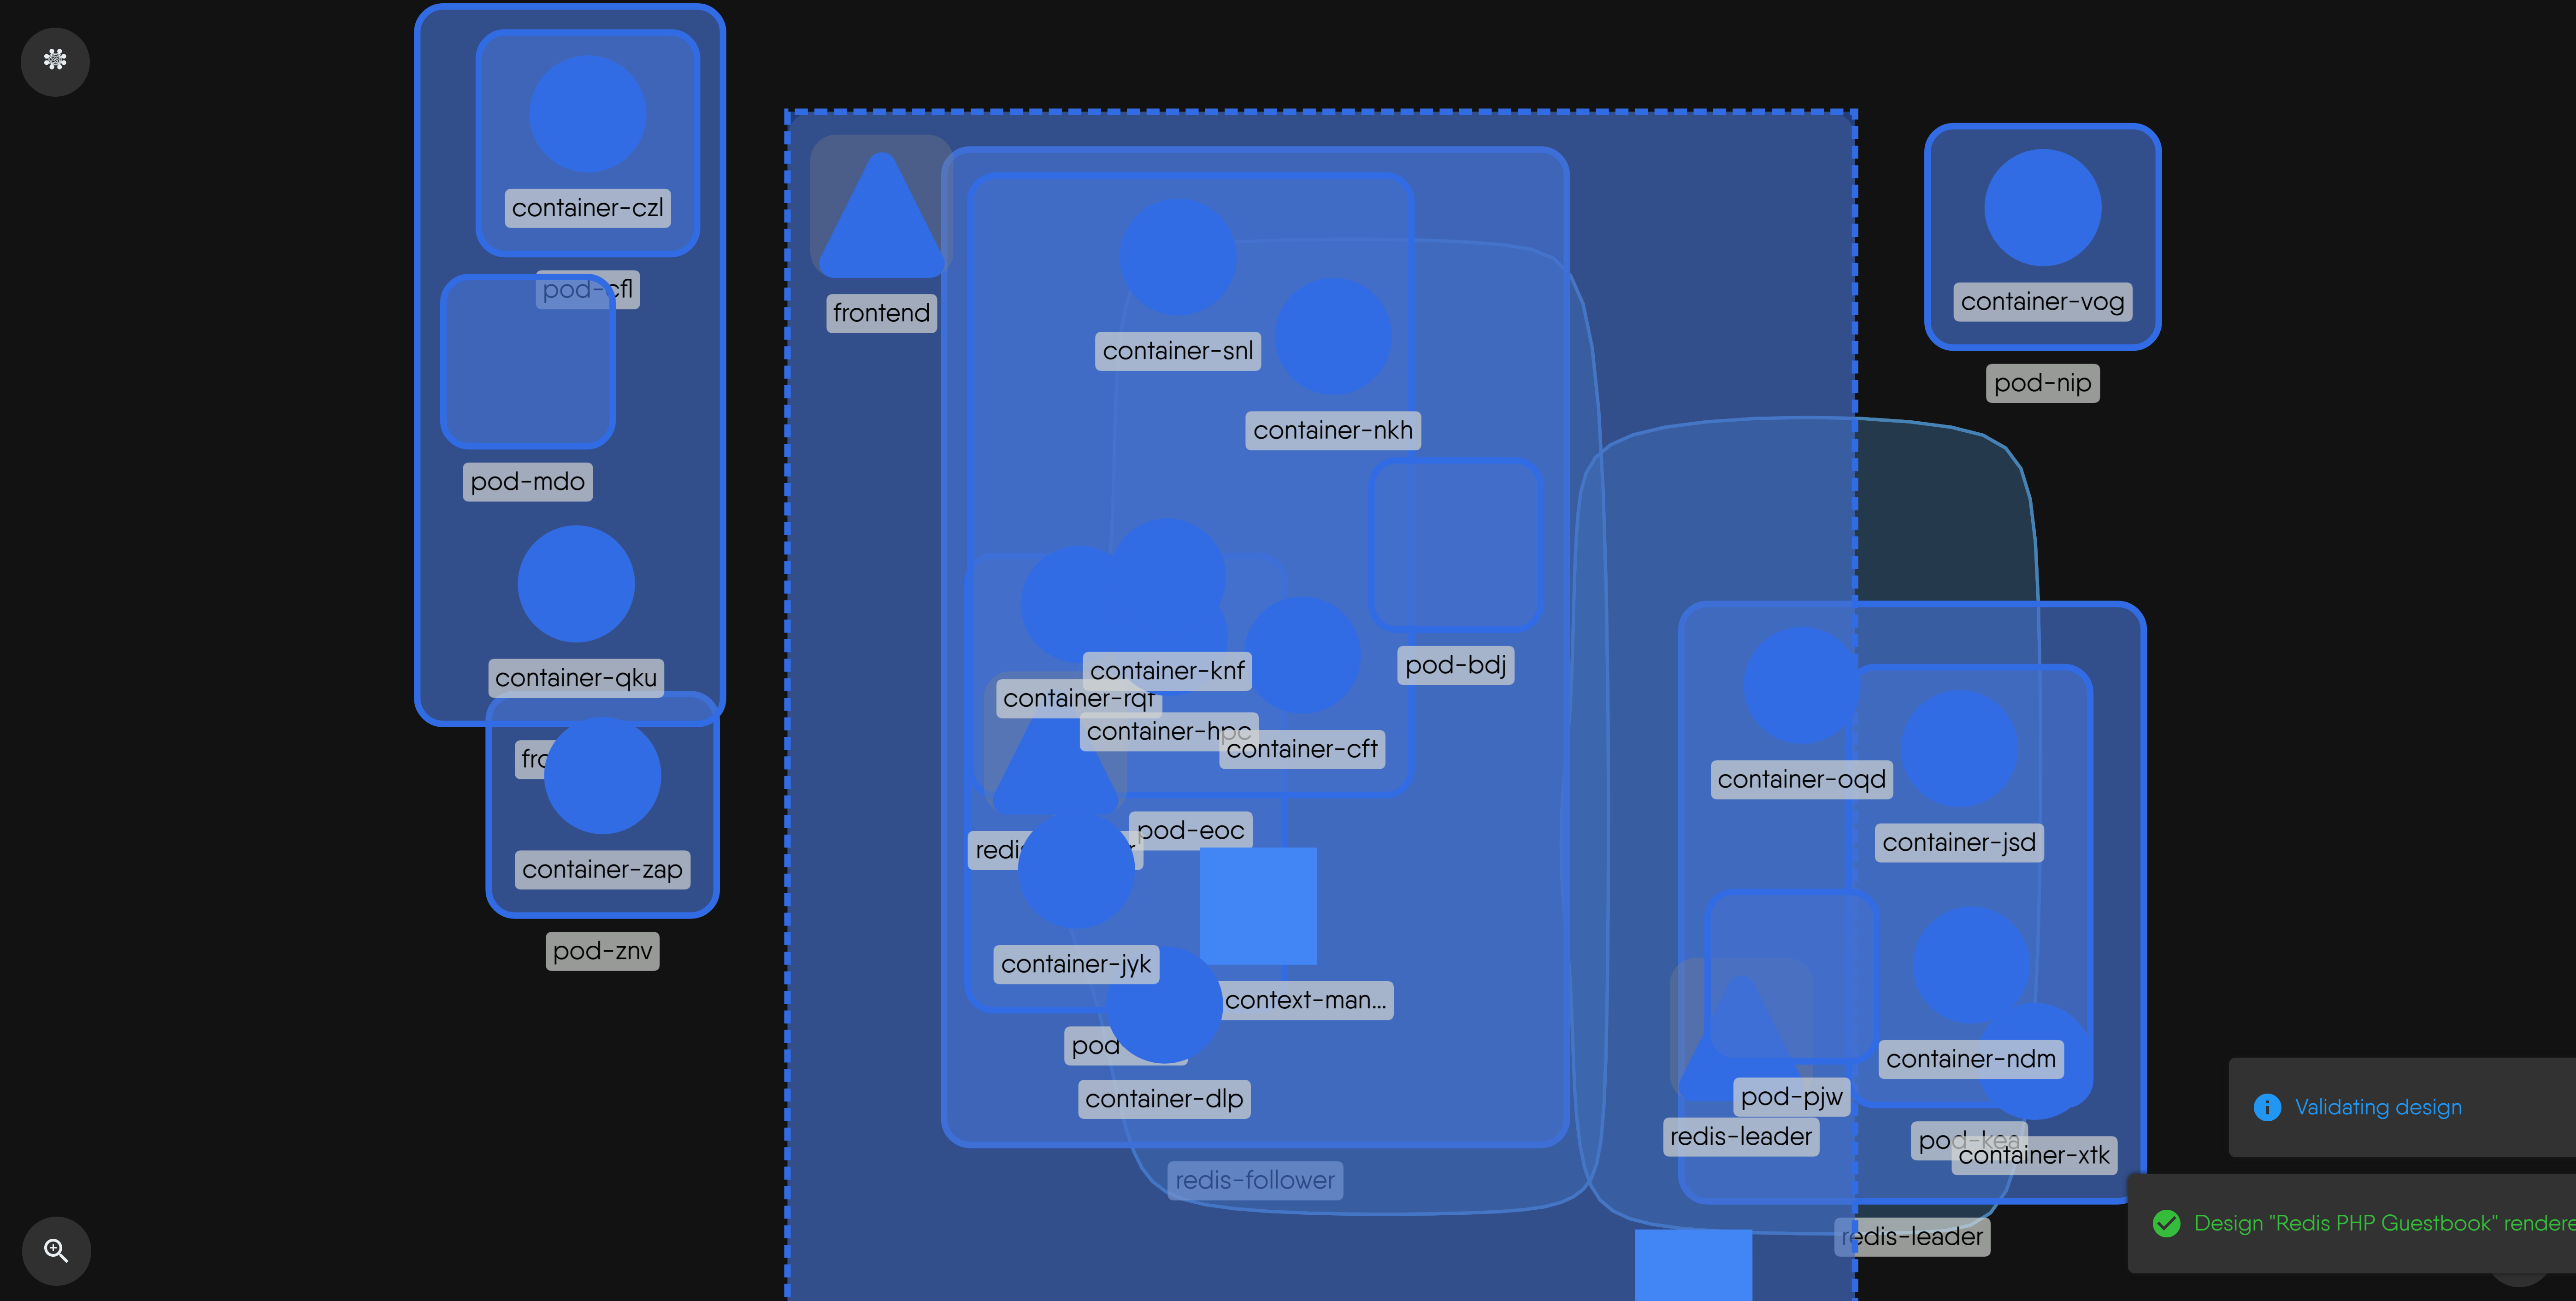 container-czl
pod-cfl
pod-mdo
container-qku
container-zap
pod-znv
frontend
container-snl
container-nkh
container-knf
container-rqt
container-hpc
container-cft
pod-bdj
pod-eoc
container-jyk
context-man...
pod
container-dlp
redis-follower
container-vog
pod-nip
container-oqd
container-jsd
container-ndm
pod-pjw
redis-leader
pod-kea
container-xtk
redis-leader
Validating design
Design "Redis PHP Guestbook" rendere